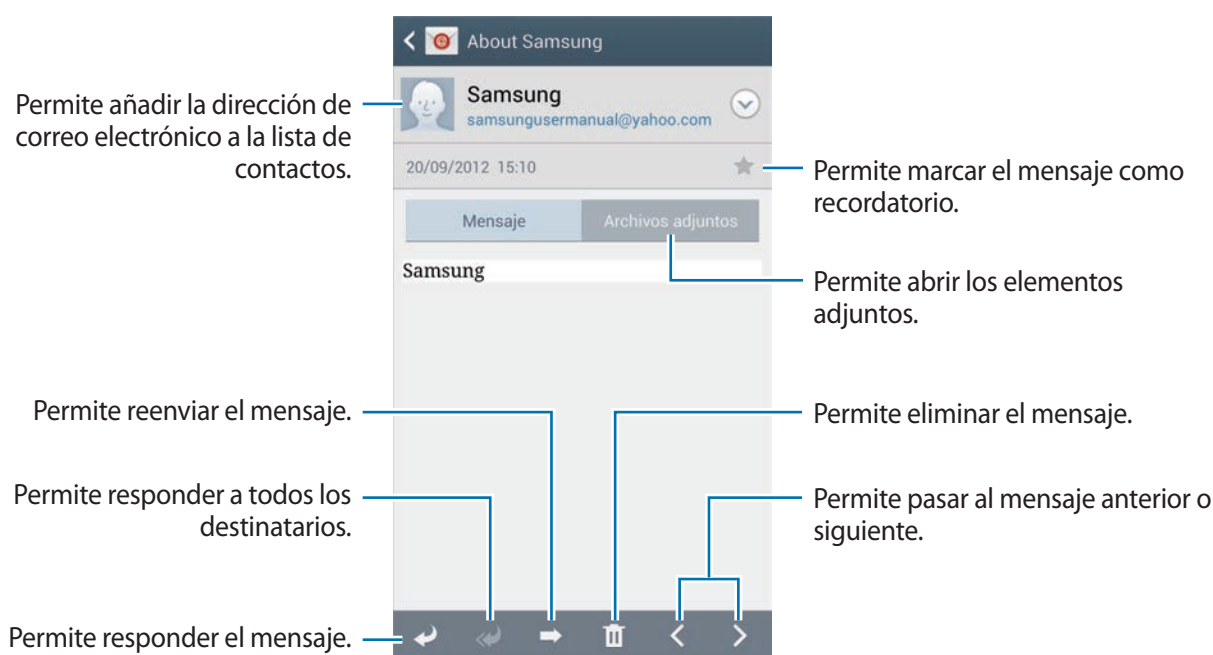 About Samsung
Permite añadir la dirección de
correo electrónico a la lista de
contactos.
Samsung
samsungusermanual@yahoo.com
20/09/2012 15:10
Permite marcar el mensaje como
recordatorio.
Mensaje
Archivos adjuntos
Samsung
Permite abrir los elementos
adjuntos.
Permite reenviar el mensaje.
Permite eliminar el mensaje.
Permite responder a todos los
destinatarios.
Permite pasar al mensaje anterior o
siguiente.
Permite responder el mensaje.